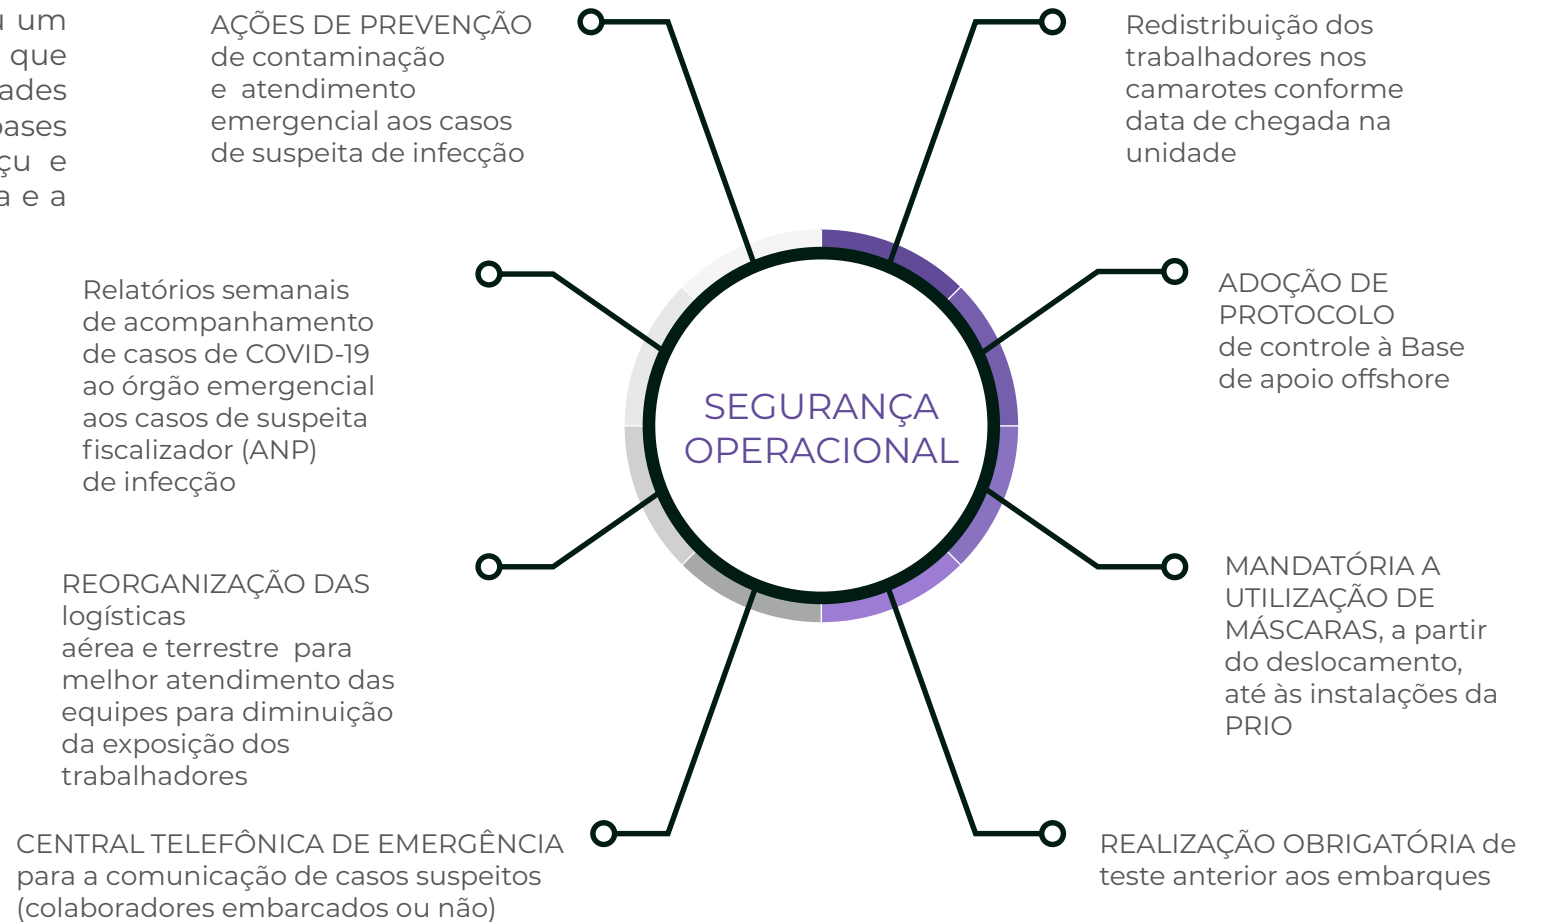 um
que
e a
AÇÕES DE PREVENÇÃO
de contaminação
e atendimento
emergencial aos casos
de suspeita de infecção
Redistribuição dos
trabalhadores nos
camarotes conforme
data de chegada na
unidade
Relatórios semanais
de acompanhamento
de casos de COVID-19
ao órgão emergencial
aos casos de suspeita
fiscalizador (ANP)
de infecção
ADOÇÃO DE
PROTOCOLO
de controle à Base
de apoio offshore
SEGURANÇA
OPERACIONAL
REORGANIZAÇÃO DAS
logísticas
aérea e terrestre para
melhor atendimento das
equipes para diminuição
da exposição dos
trabalhadores
MANDATÓRIA A
UTILIZAÇÃO DE
MÁSCARAS, a partir
do deslocamento,
até às instalações da
PRIO
CENTRAL TELEFÔNICA DE EMERGÊNCIA
para a comunicação de casos suspeitos
(colaboradores embarcados ou não)
REALIZAÇÃO OBRIGATÓRIA de
teste anterior aos embarques